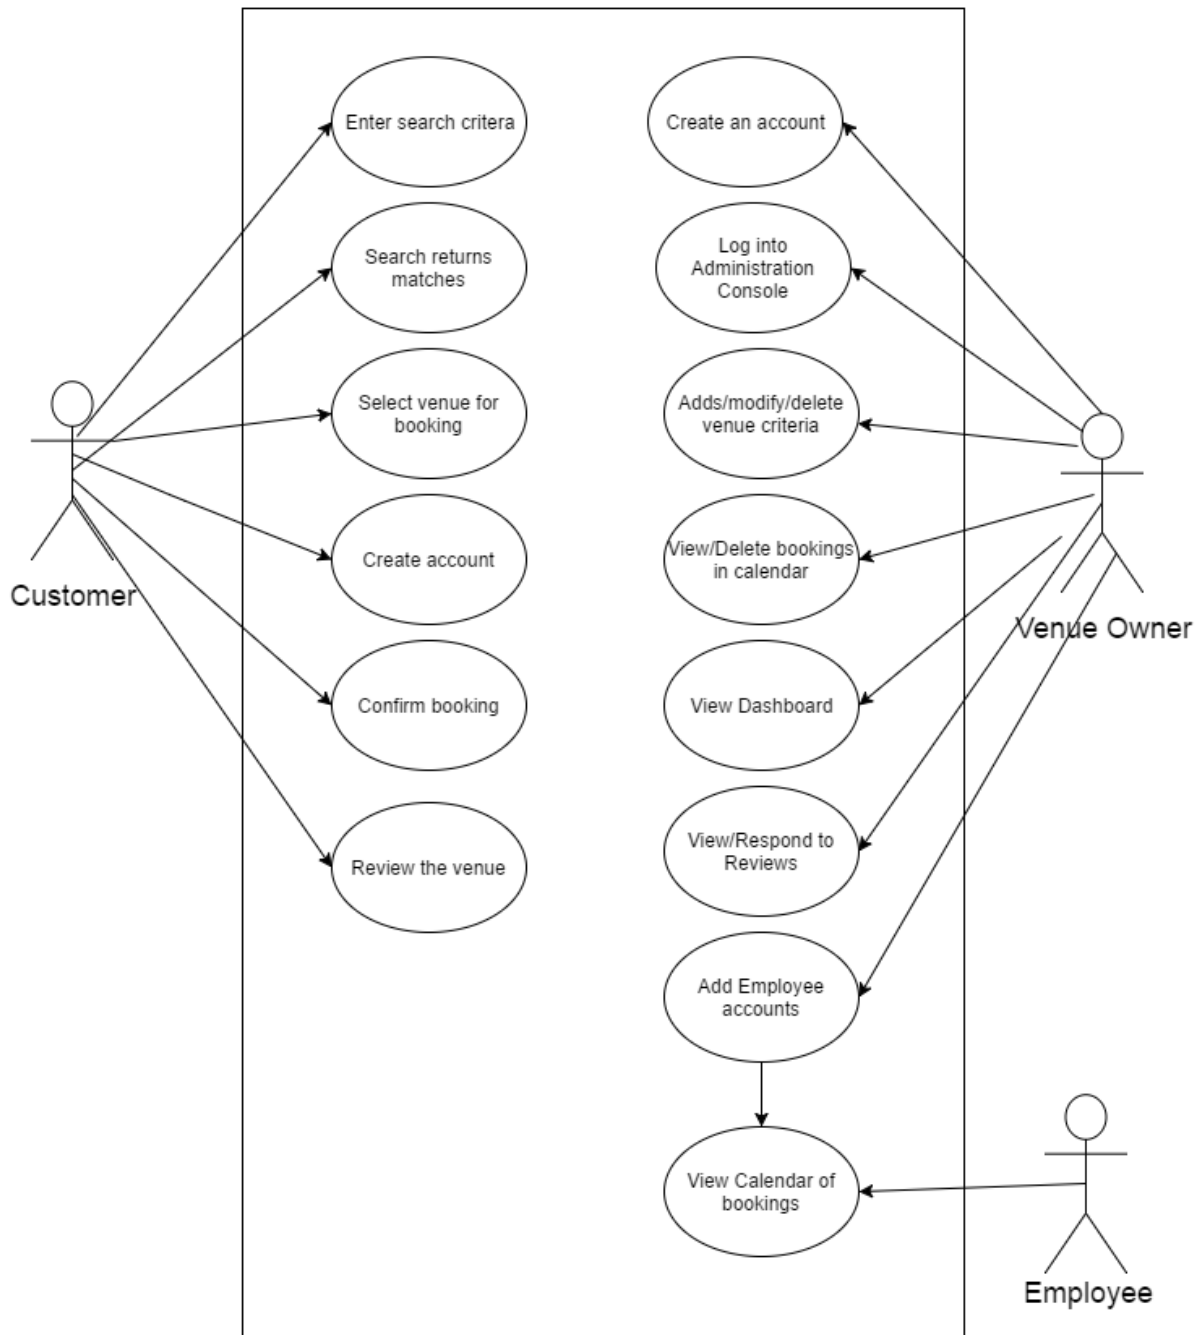 Enter search critera
Search returns
matches
Select venue for
booking
Create account
Confirm booking
Review the venue
Customer
Create an account
Log into
Administration
Console
Adds/modify/delete
venue criteria
View/Delete bookings
in calendar
View Dashboard
View/Respond to
Reviews
Add Employee
accounts
View Calendar of
bookings
Venue Owner
Employee